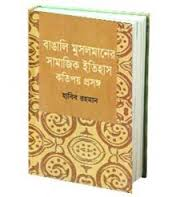 বাঙালি মুসলমানের
সামাজিক ইতিহাস
কতিপয় প্রসঙ্গ
হাবিব রহমান